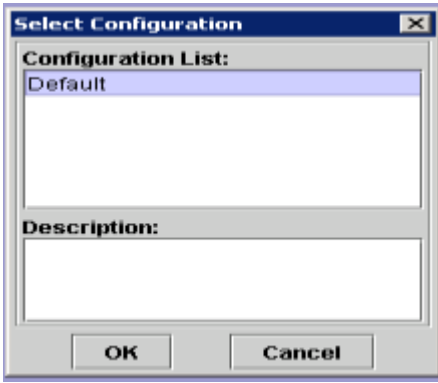 Select Configuration
Configuration List:
Default
Description:
OK
Cancel